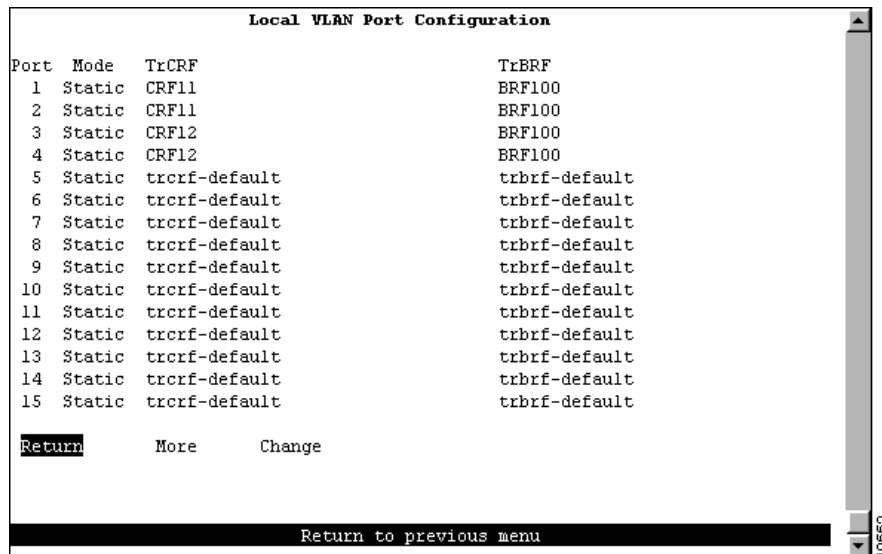 Local VLAN Port Configuration
Port Mode TrCRF TrBRF
1 Static CRF11 BRF100
2 Static CRF11 BRF100
3 Static CRF12 BRF100
4 Static CRF12 BRF100
5 Static trcrf-default trbrf-default
6 Static trcrf-default trbrf-default
7 Static trcrf-default trbrf-default
8 Static trcrf-default trbrf-default
9 Static trcrf-default trbrf-default
10 Static trcrf-default trbrf-default
11 Static trcrf-default trbrf-default
12 Static trcrf-default trbrf-default
13 Static trcrf-default trbrf-default
14 Static trcrf-default trbrf-default
15 Static trcrf-default trbrf-default
Return More Change
Return to previous menu